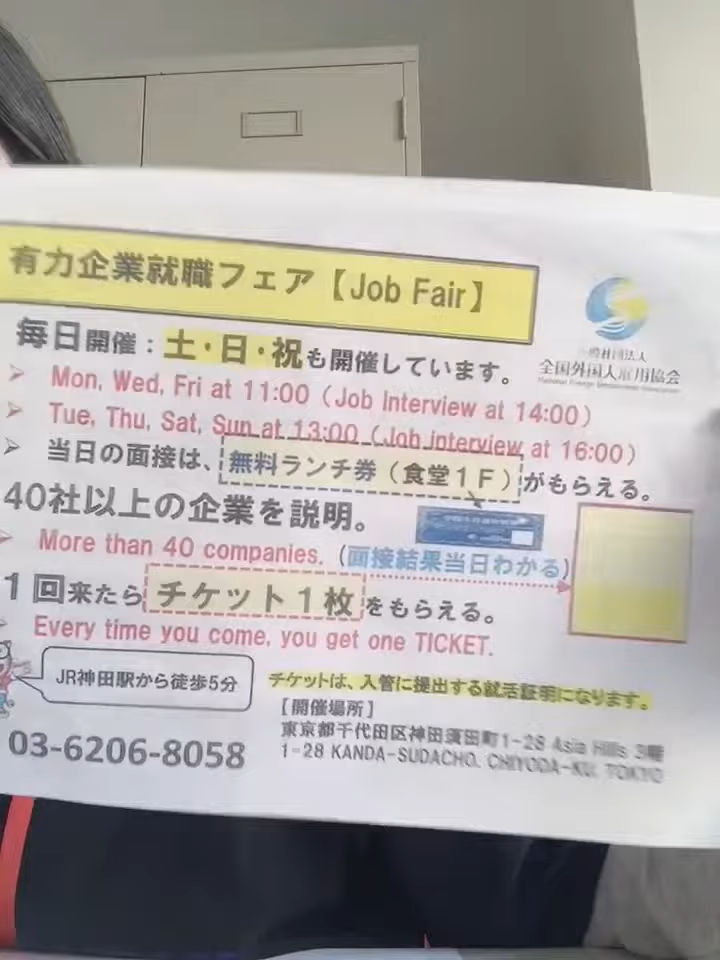 有力企業就職フェア【Job Fair】
毎日開催：土・日・祝も開催しています。
➢ Mon, Wed, Fri at 11:00（Job Interview at 14:00）
➢ Tue, Thu, Sat, Sun at 13:00（Job interview at 16:00）
➢ 当日の面接は、無料ランチ券（食堂１F）がもらえる。
40社以上の企業を説明。
More than 40 companies.（面接結果当日わかる）
1回来たらチケット１枚をもらえる。
Every time you come, you get one TICKET.
JR神田駅から徒歩5分
03-6206-8058
チケットは、入管に提出する就活証明になります。
【開催場所】
東京都千代田区神田須田町1-28 Asia Hills 3階
1-28 KANDA-SUDACHO, CHIYODA-KU, TOKYO
一般社団法人
全国外国人雇用協会